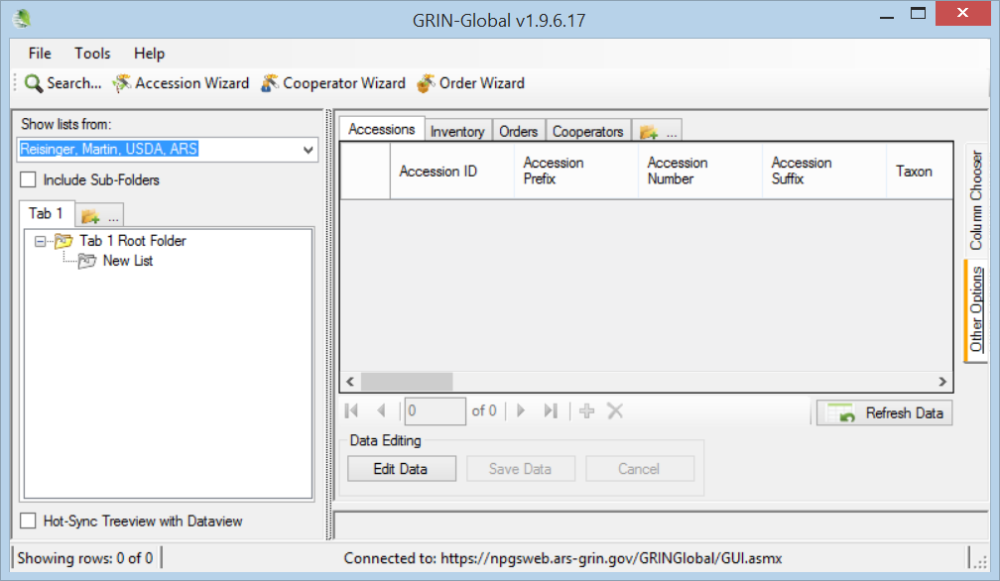 GRIN-Global v1.9.6.17
File Tools Help
Search... Accession Wizard Cooperator Wizard Order Wizard
Show lists from:
Reisinger, Martin, USDA, ARS
Include Sub-Folders
Tab 1 ...
Tab 1 Root Folder
New List
Hot-Sync Treeview with Dataview
Accessions Inventory Orders Cooperators ...
Accession ID Accession Prefix Accession Number Accession Suffix Taxon
Column Chooser
Other Options
0 of 0
Refresh Data
Data Editing
Edit Data Save Data Cancel
Showing rows: 0 of 0 Connected to: https://npgsweb.ars-grin.gov/GRINGlobal/GUI.asmx